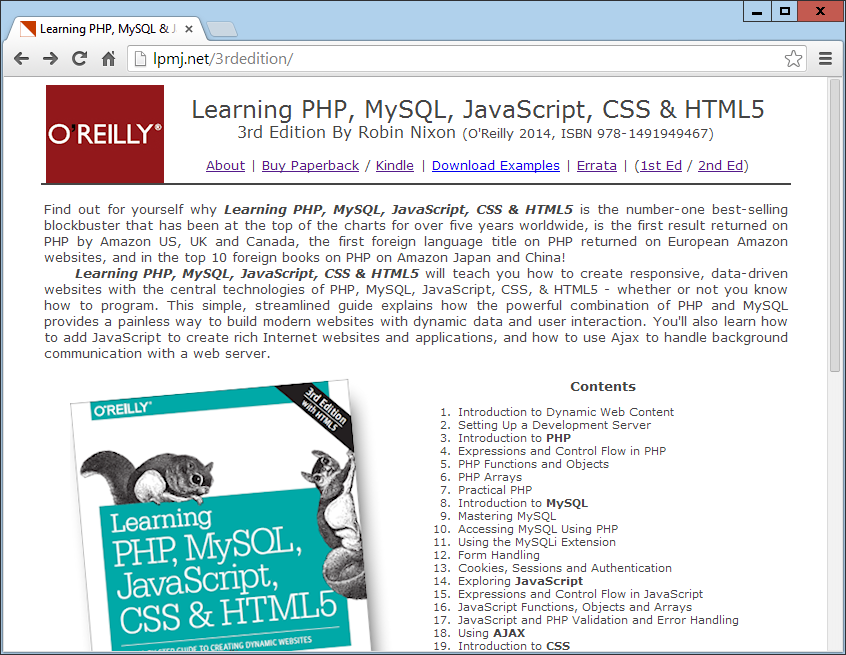 Learning PHP, MySQL & J
lpmj.net/3rdedition/
O'REILLY®
Learning PHP, MySQL, JavaScript, CSS & HTML5
3rd Edition By Robin Nixon (O'Reilly 2014, ISBN 978-1491949467)
About | Buy Paperback / Kindle | Download Examples | Errata | (1st Ed / 2nd Ed)
Find out for yourself why Learning PHP, MySQL, JavaScript, CSS & HTML5 is the number-one best-selling
blockbuster that has been at the top of the charts for over five years worldwide, is the first result returned on
PHP by Amazon US, UK and Canada, the first foreign language title on PHP returned on European Amazon
websites, and in the top 10 foreign books on PHP on Amazon Japan and China!
Learning PHP, MySQL, JavaScript, CSS & HTML5 will teach you how to create responsive, data-driven
websites with the central technologies of PHP, MySQL, JavaScript, CSS, & HTML5 - whether or not you know
how to program. This simple, streamlined guide explains how the powerful combination of PHP and MySQL
provides a painless way to build modern websites with dynamic data and user interaction. You'll also learn how
to add JavaScript to create rich Internet websites and applications, and how to use Ajax to handle background
communication with a web server.
O'REILLY®
3rd Edition
with HTML5
Learning
PHP, MySQL,
JavaScript,
CSS & HTML5
GUIDE TO CREATING DYNAMIC WEBSITES
Contents
1. Introduction to Dynamic Web Content
2. Setting Up a Development Server
3. Introduction to PHP
4. Expressions and Control Flow in PHP
5. PHP Functions and Objects
6. PHP Arrays
7. Practical PHP
8. Introduction to MySQL
9. Mastering MySQL
10. Accessing MySQL Using PHP
11. Using the MySQLi Extension
12. Form Handling
13. Cookies, Sessions and Authentication
14. Exploring JavaScript
15. Expressions and Control Flow in JavaScript
16. JavaScript Functions, Objects and Arrays
17. JavaScript and PHP Validation and Error Handling
18. Using AJAX
19. Introduction to CSS